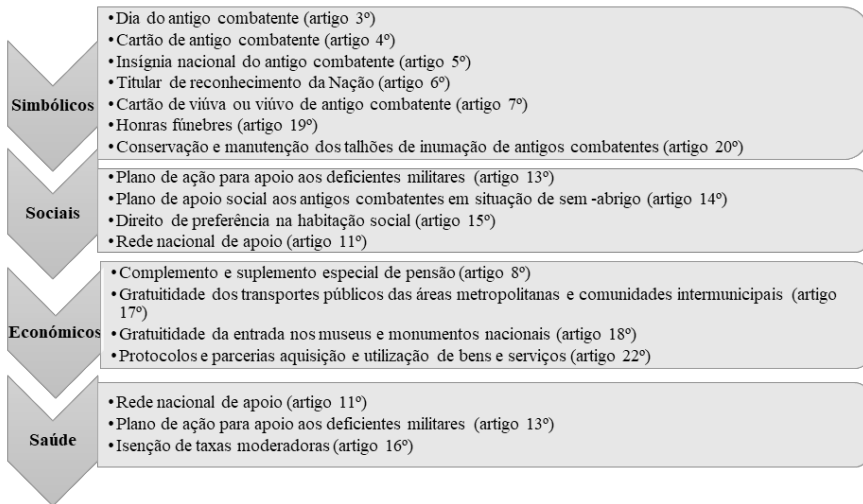 Simbólicos
•Dia do antigo combatente (artigo 3º)
•Cartão de antigo combatente (artigo 4º)
•Insígnia nacional do antigo combatente (artigo 5º)
•Titular de reconhecimento da Nação (artigo 6º)
•Cartão de viúva ou viúvo de antigo combatente (artigo 7º)
•Honras fúnebres (artigo 19º)
•Conservação e manutenção dos talhões de inumação de antigos combatentes (artigo 20º)
Sociais
•Plano de ação para apoio aos deficientes militares (artigo 13º)
•Plano de apoio social aos antigos combatentes em situação de sem -abrigo (artigo 14º)
•Direito de preferência na habitação social (artigo 15º)
•Rede nacional de apoio (artigo 11º)
Económicos
•Complemento e suplemento especial de pensão (artigo 8º)
•Gratuitidade dos transportes públicos das áreas metropolitanas e comunidades intermunicipais (artigo
17º)
•Gratuitidade da entrada nos museus e monumentos nacionais (artigo 18º)
•Protocolos e parcerias aquisição e utilização de bens e serviços (artigo 22º)
Saúde
•Rede nacional de apoio (artigo 11º)
•Plano de ação para apoio aos deficientes militares (artigo 13º)
•Isenção de taxas moderadoras (artigo 16º)